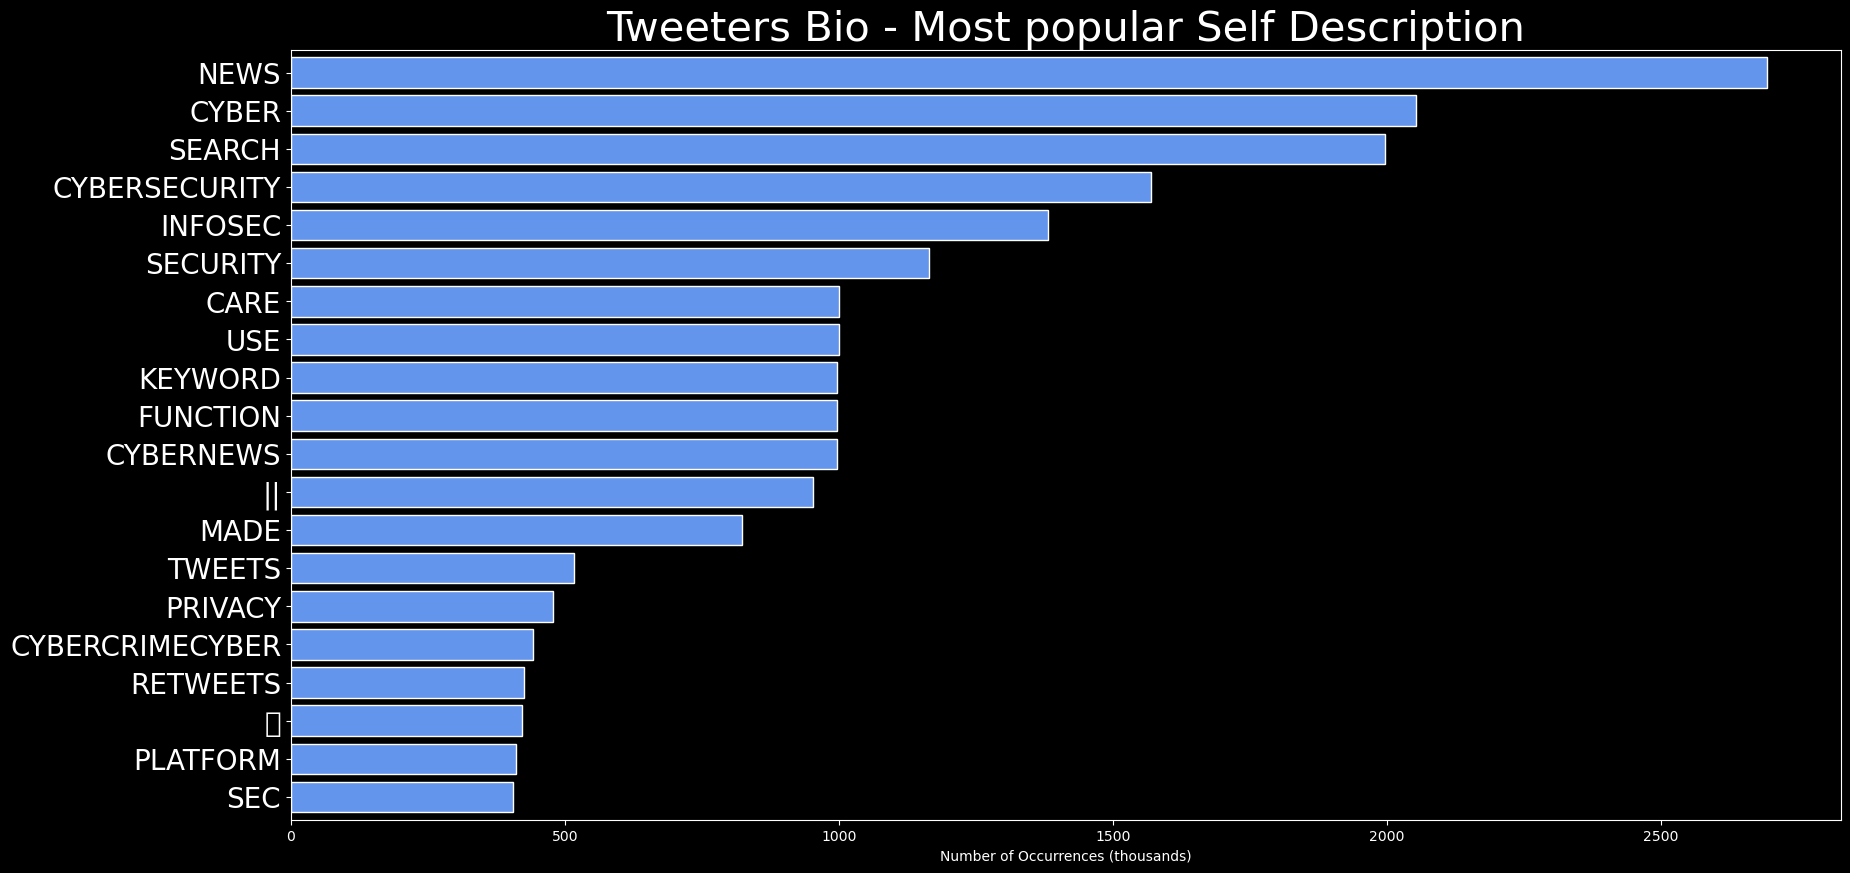 Tweeters Bio - Most popular Self Description
NEWS
CYBER
SEARCH
CYBERSECURITY
INFOSEC
SECURITY
CARE
USE
KEYWORD
FUNCTION
CYBERNEWS
||
MADE
TWEETS
PRIVACY
CYBERCRIMECYBER
RETWEETS
PLATFORM
SEC
0 500 1000 1500 2000 2500
Number of Occurrences (thousands)